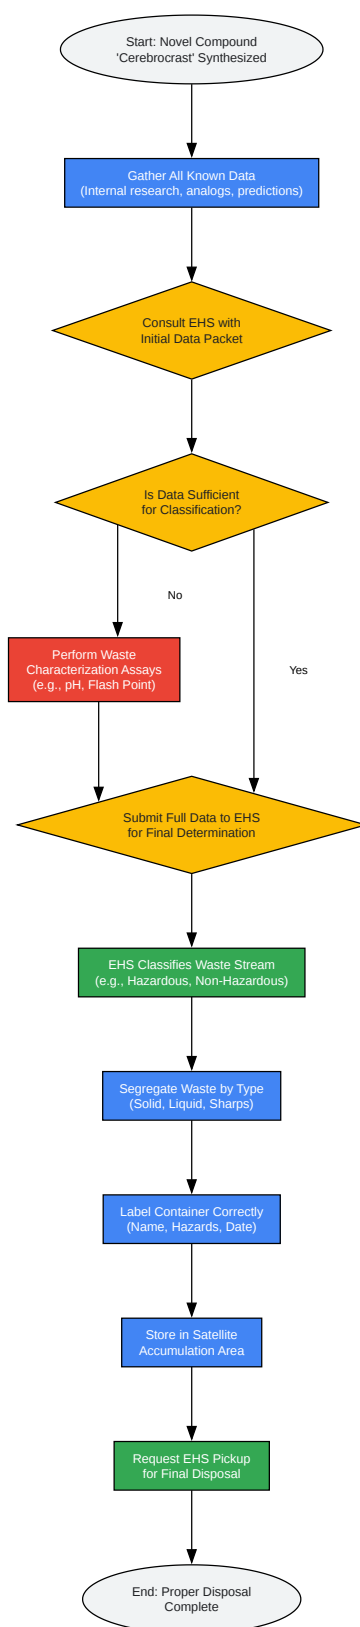 Start: Novel Compound
'Cerebrocrast' Synthesized
Gather All Known Data
(Internal research, analogs, predictions)
Consult EHS with
Initial Data Packet
Is Data Sufficient
for Classification?
No
Perform Waste
Characterization Assays
(e.g., pH, Flash Point)
Yes
Submit Full Data to EHS
for Final Determination
EHS Classifies Waste Stream
(e.g., Hazardous, Non-Hazardous)
Segregate Waste by Type
(Solid, Liquid, Sharps)
Label Container Correctly
(Name, Hazards, Date)
Store in Satellite
Accumulation Area
Request EHS Pickup
for Final Disposal
End: Proper Disposal
Complete